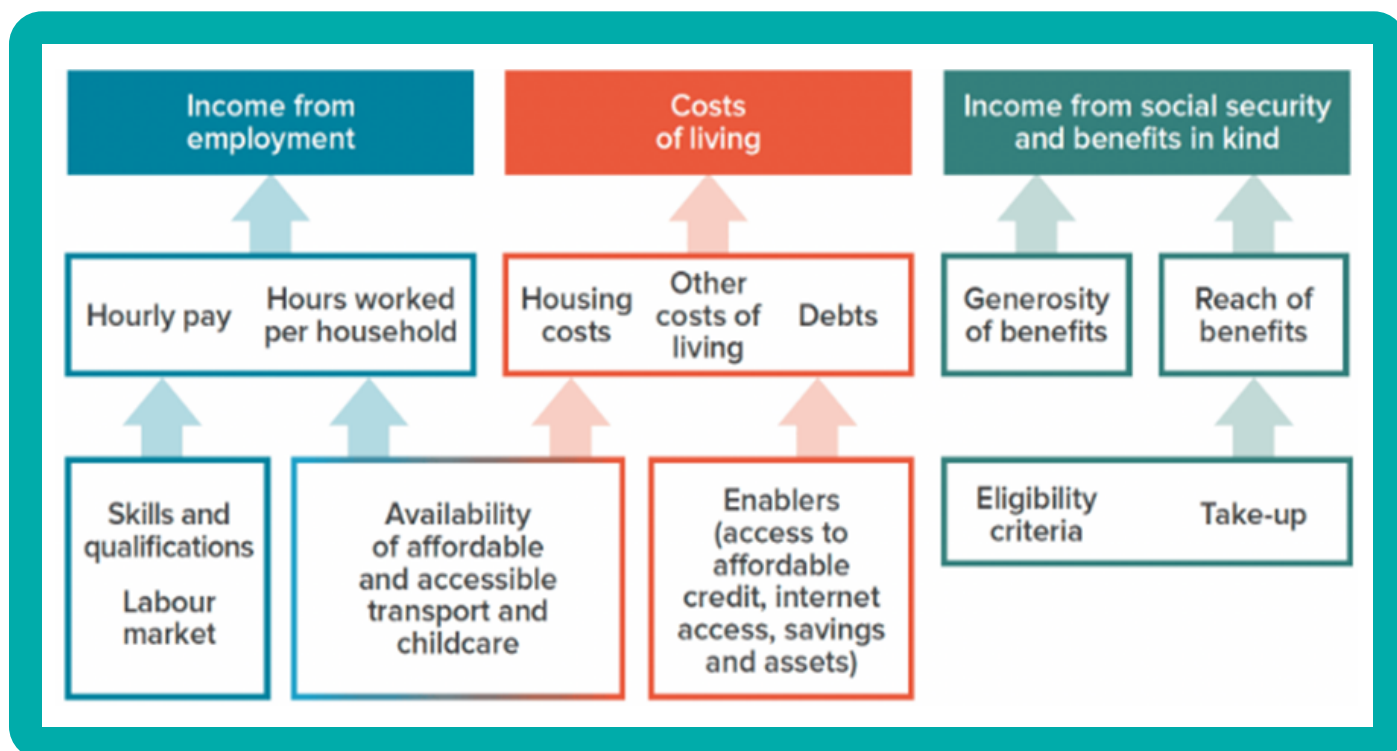 Income from
employment
Costs
of living
Income from social security
and benefits in kind
Hourly pay
Hours worked
per household
Housing
costs
Other
costs of
living
Debts
Generosity
of benefits
Reach of
benefits
Skills and
qualifications
Labour
market
Availability
of affordable
and accessible
transport and
childcare
Enablers
(access to
affordable
credit, internet
access, savings
and assets)
Eligibility
criteria
Take-up